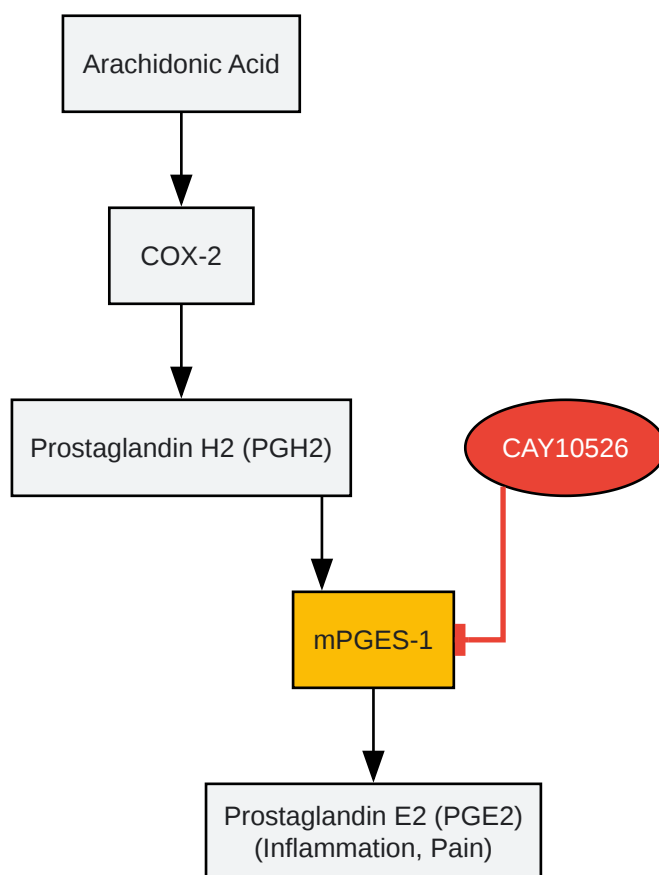 Arachidonic Acid
COX-2
Prostaglandin H2 (PGH2)
CAY10526
mPGES-1
Prostaglandin E2 (PGE2)
(Inflammation, Pain)